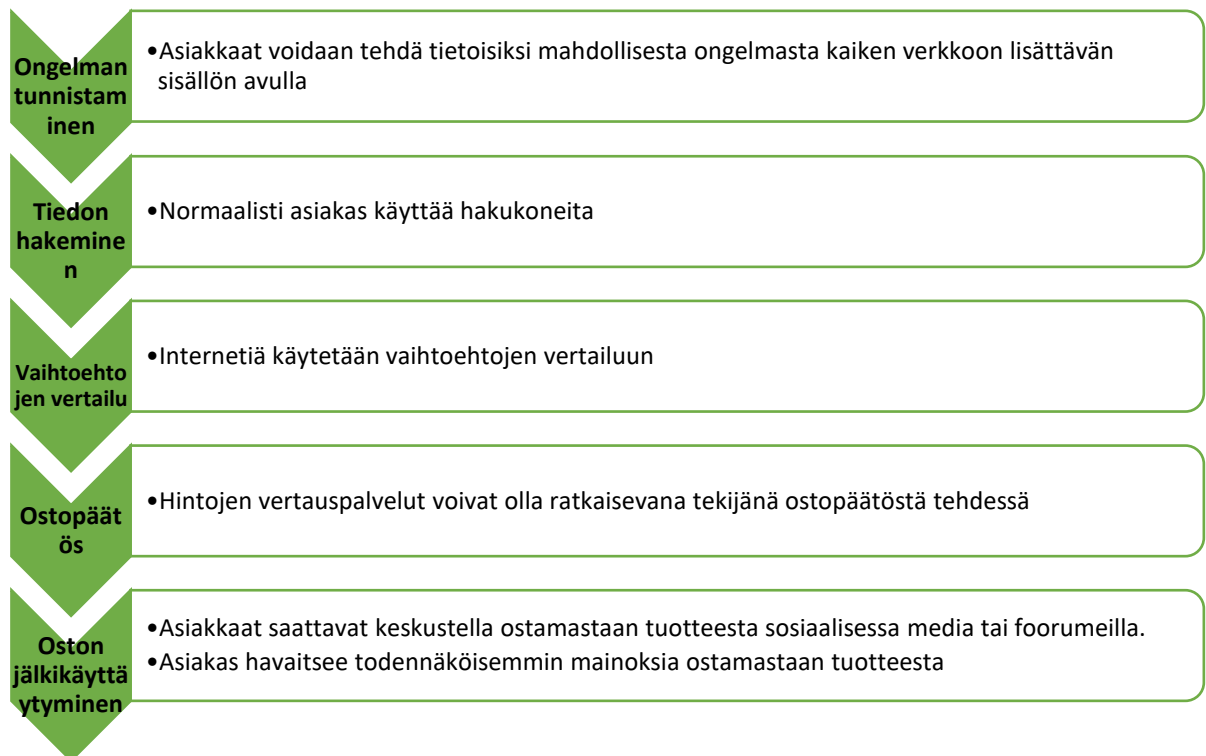 Ongelman
tunnistam
inen
•Asiakkaat voidaan tehdä tietoisiksi mahdollisesta ongelmasta kaiken verkkoon lisättävän
sisällön avulla
Tiedon
hakemine
n
•Normaalisti asiakas käyttää hakukoneita
Vaihtoehto
jen vertailu
•Internetiä käytetään vaihtoehtojen vertailuun
Ostopäät
ös
•Hintojen vertauspalvelut voivat olla ratkaisevana tekijänä ostopäätöstä tehdessä
Oston
jälkikäyttä
ytyminen
•Asiakkaat saattavat keskustella ostamastaan tuotteesta sosiaalisessa media tai foorumeilla.
•Asiakas havaitsee todennäköisemmin mainoksia ostamastaan tuotteesta